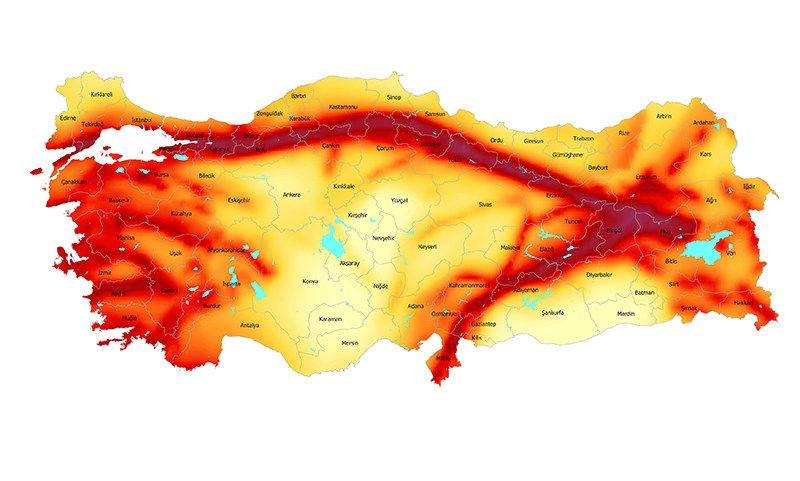 Kırklareli
Edirne
Tekirdağ
İstanbul
Bartın
Kastamonu
Sinop
Zonguldak
Karabük
Samsun
Artvin
Ardahan
Ordu
Giresun
Trabzon
Rize
Kars
Gümüşhane
Bayburt
Çorum
Amasya
Tokat
Bolu
Çankırı
Çanakkale
Bursa
Bilecik
Eskişehir
Ankara
Kırıkkale
Yozgat
Sivas
Erzincan
Erzurum
Ağrı
Iğdır
Balıkesir
Kütahya
Kırşehir
Nevşehir
Kayseri
Tunceli
Bingöl
Muş
Manisa
Uşak
Afyonkarahisar
Aksaray
Malatya
Elazığ
Bitlis
Van
İzmir
Aydın
Denizli
Isparta
Konya
Niğde
Kahramanmaraş
Adıyaman
Diyarbakır
Batman
Siirt
Hakkari
Şırnak
Muğla
Burdur
Antalya
Karaman
Mersin
Adana
Osmaniye
Gaziantep
Kilis
Şanlıurfa
Mardin
Hatay